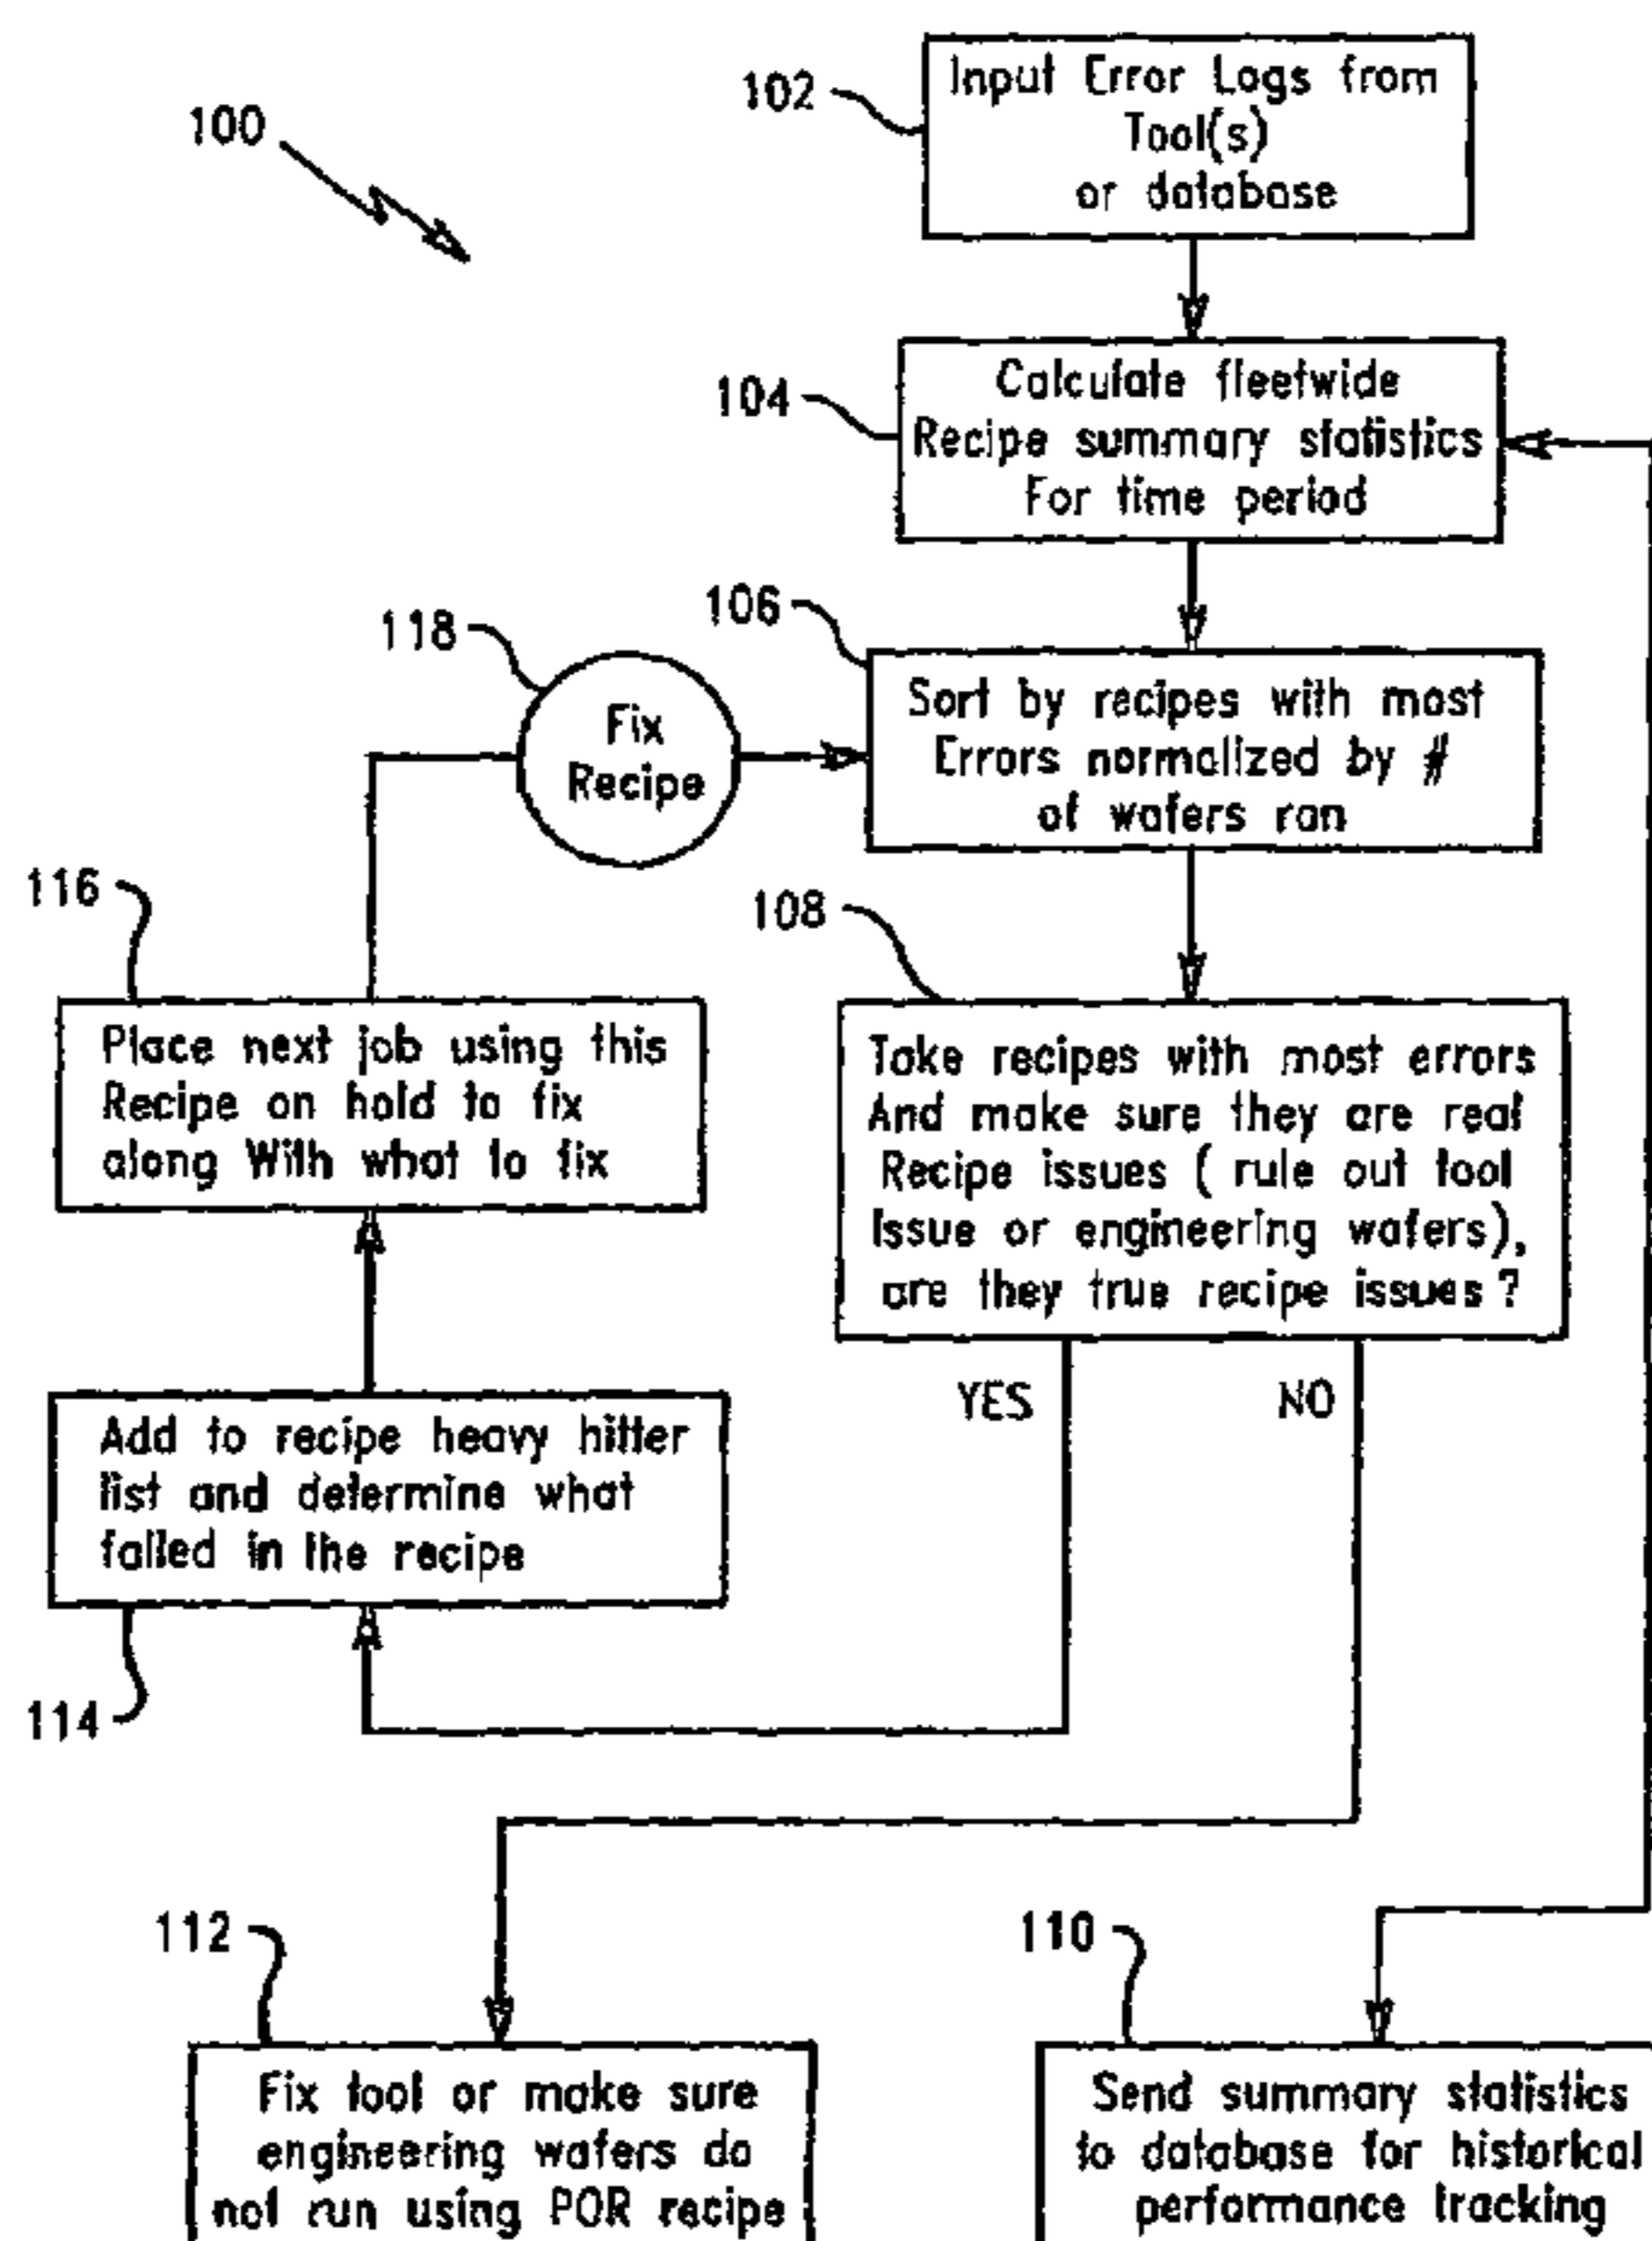 100
102
Input Error Logs from
Tool(s)
or database
104
Calculate fleetwide
Recipe summary statistics
For time period
106
Sort by recipes with most
Errors normalized by #
of wafers ran
118
Fix
Recipe
108
Take recipes with most errors
And make sure they are real
Recipe issues ( rule out tool
Issue or engineering wafers),
are they true recipe issues ?
YES
NO
116
Place next job using this
Recipe on hold to fix
along With what to fix
114
Add to recipe heavy hitter
list and determine what
failed in the recipe
112
Fix tool or make sure
engineering wafers do
not run using POR recipe
110
Send summary statistics
to database for historical
performance tracking